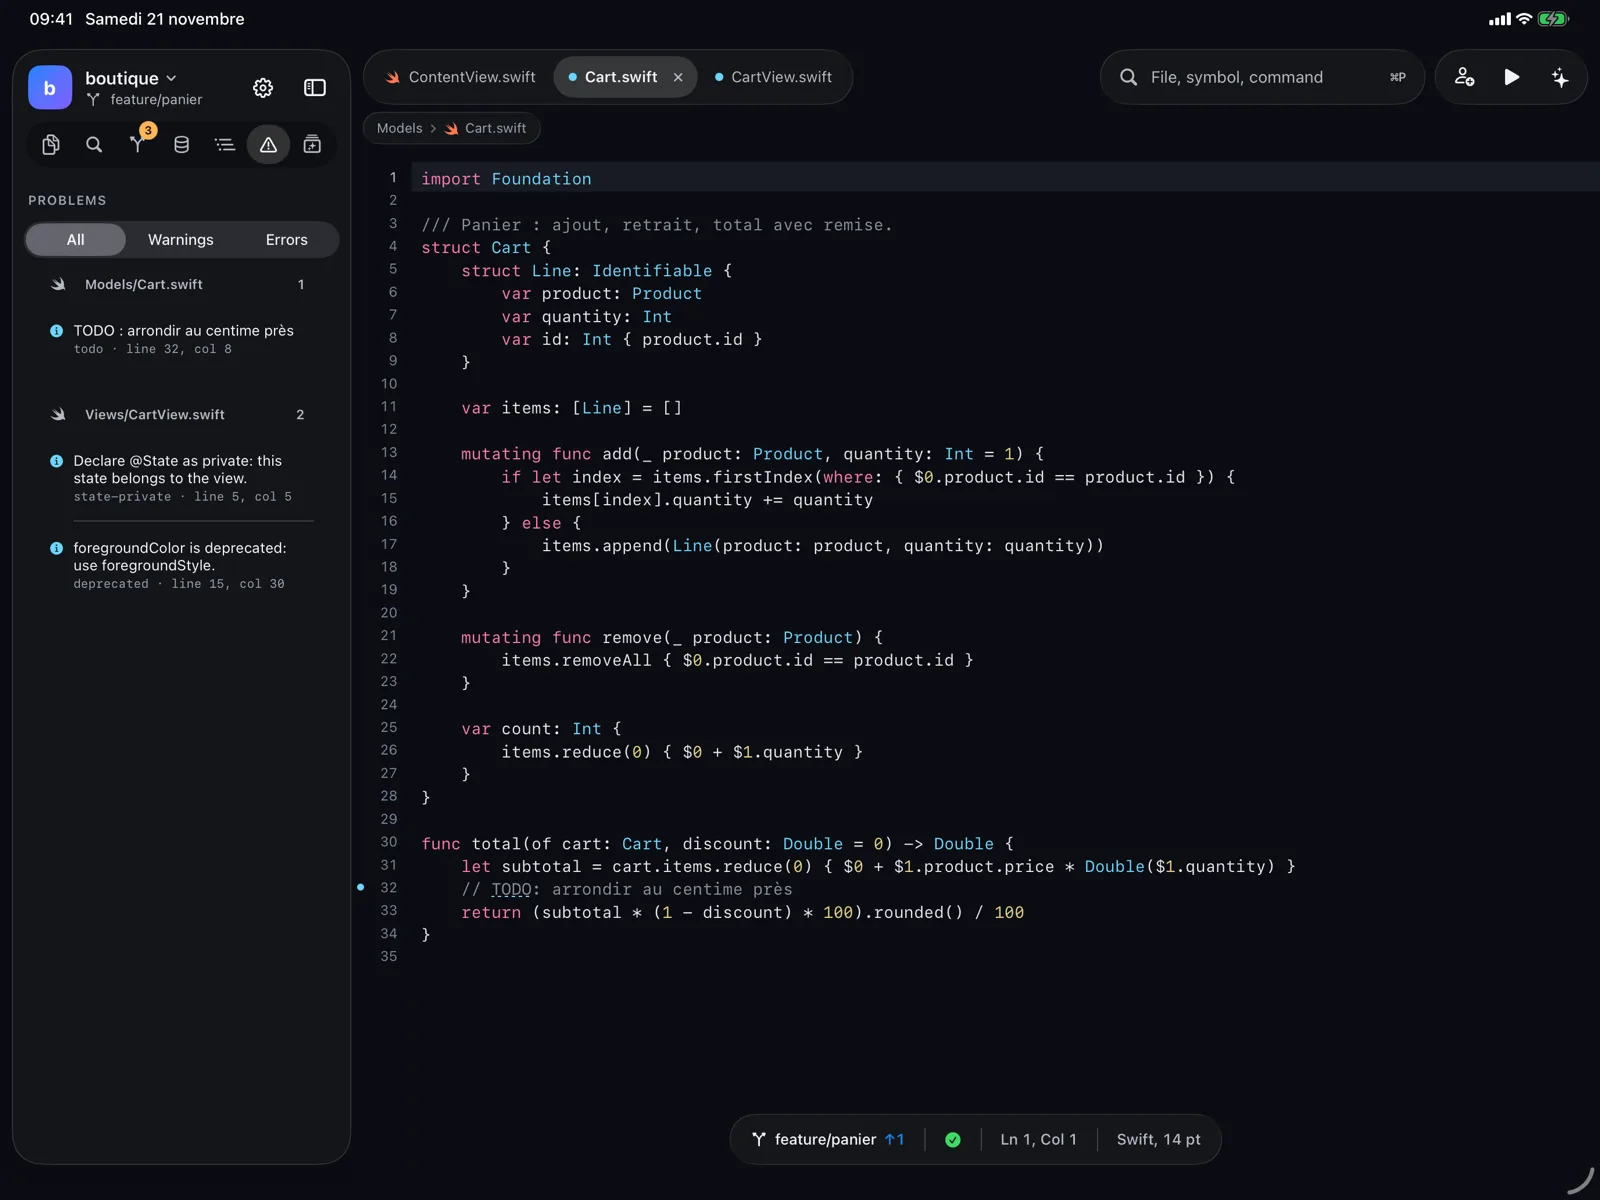 09:41 Samedi 21 novembre
b
boutique
feature/panier
3
PROBLEMS
All
Warnings
Errors
Models/Cart.swift 1
TODO : arrondir au centime près
todo · line 32, col 8
Views/CartView.swift 2
Declare @State as private: this
state belongs to the view.
state-private · line 5, col 5
foregroundColor is deprecated:
use foregroundStyle.
deprecated · line 15, col 30
ContentView.swift
Cart.swift
CartView.swift
File, symbol, command ⌘P
Models > Cart.swift
1 import Foundation
2
3 /// Panier : ajout, retrait, total avec remise.
4 struct Cart {
5     struct Line: Identifiable {
6         var product: Product
7         var quantity: Int
8         var id: Int { product.id }
9     }
10
11     var items: [Line] = []
12
13     mutating func add(_ product: Product, quantity: Int = 1) {
14         if let index = items.firstIndex(where: { $0.product.id == product.id }) {
15             items[index].quantity += quantity
16         } else {
17             items.append(Line(product: product, quantity: quantity))
18         }
19     }
20
21     mutating func remove(_ product: Product) {
22         items.removeAll { $0.product.id == product.id }
23     }
24
25     var count: Int {
26         items.reduce(0) { $0 + $1.quantity }
27     }
28 }
29
30 func total(of cart: Cart, discount: Double = 0) -> Double {
31     let subtotal = cart.items.reduce(0) { $0 + $1.product.price * Double($1.quantity) }
32     // TODO: arrondir au centime près
33     return (subtotal * (1 - discount) * 100).rounded() / 100
34 }
35
feature/panier ↑1
Ln 1, Col 1
Swift, 14 pt